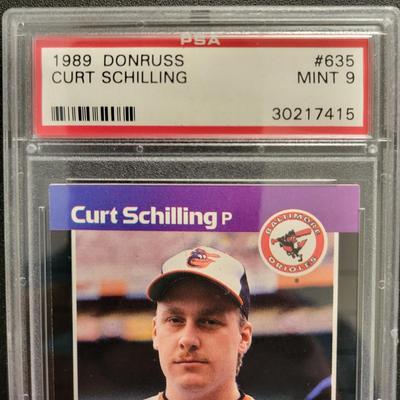 PSA
1989 DONRUSS #635
CURT SCHILLING MINT 9
30217415
Curt Schilling P
BALTIMORE
ORIOLES